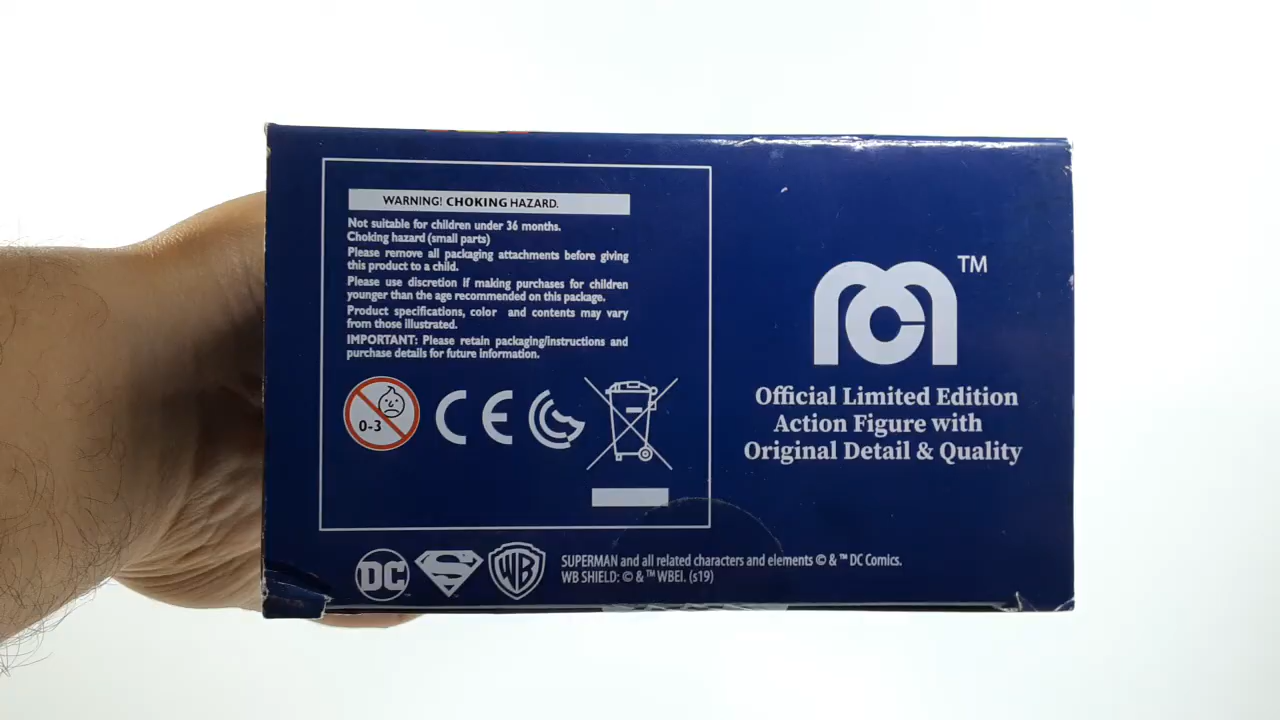 WARNING! CHOKING HAZARD.
Not suitable for children under 36 months.
Choking hazard (small parts)
Please remove all packaging attachments before giving
this product to a child.
Please use discretion if making purchases for children
younger than the age recommended on this package.
Product specifications, color and contents may vary
from those illustrated.
IMPORTANT: Please retain packaging/instructions and
purchase details for future information.
0-3
CE
TM
Official Limited Edition
Action Figure with
Original Detail & Quality
DC
S
WB
SUPERMAN and all related characters and elements © & ™ DC Comics.
WB SHIELD: © & ™ WBEI. (s19)